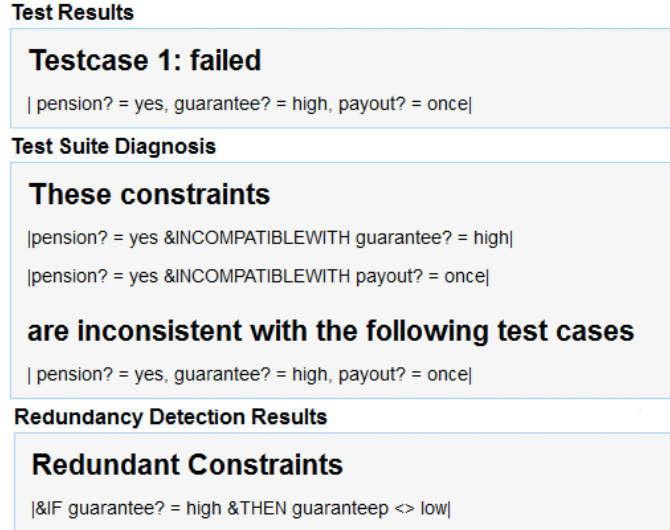 Test Results
Testcase 1: failed
| pension? = yes, guarantee? = high, payout? = once|
Test Suite Diagnosis
These constraints
|pension? = yes &INCOMPATIBLEWITH guarantee? = high|
|pension? = yes &INCOMPATIBLEWITH payout? = once|
are inconsistent with the following test cases
| pension? = yes, guarantee? = high, payout? = once|
Redundancy Detection Results
Redundant Constraints
|&IF guarantee? = high &THEN guaranteep <> low|